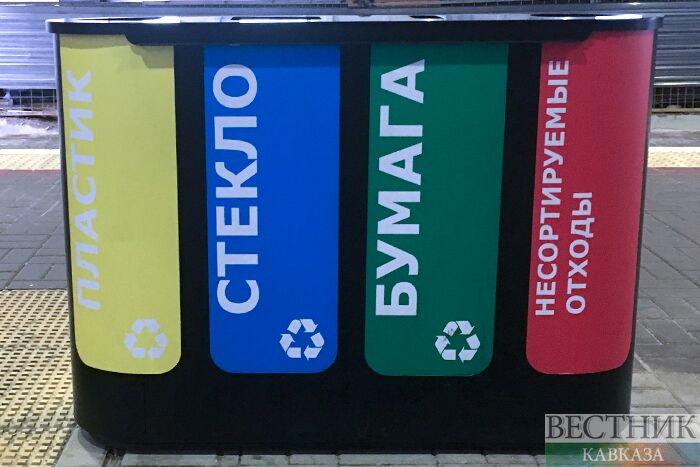 ПЛАСТИК
СТЕКЛО
БУМАГА
НЕСОРТИРУЕМЫЕ
ОТХОДЫ
ВЕСТНИК
КАВКАЗА